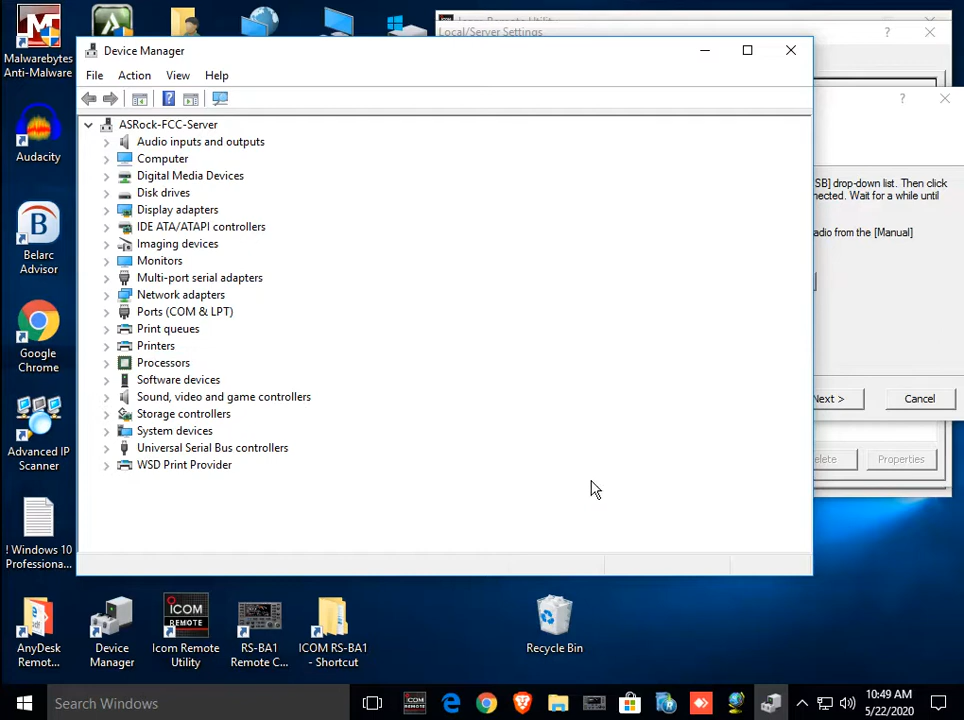 Malwarebytes
Anti-Malware
Audacity
B
Belarc
Advisor
Google
Chrome
Advanced IP
Scanner
! Windows 10
Professiona...
Icom Remote Utility
Local/Server Settings
?
?
Device Manager
File Action View Help
ASRock-FCC-Server
Audio inputs and outputs
Computer
Digital Media Devices
Disk drives
Display adapters
IDE ATA/ATAPI controllers
Imaging devices
Monitors
Multi-port serial adapters
Network adapters
Ports (COM & LPT)
Print queues
Printers
Processors
Software devices
Sound, video and game controllers
Storage controllers
System devices
Universal Serial Bus controllers
WSD Print Provider
SB] drop-down list. Then click
nected. Wait for a while until
adio from the [Manual]
Next > Cancel
elete Properties
AnyDesk
Remot...
Device
Manager
ICOM
REMOTE
Icom Remote
Utility
RS-BA1
Remote C...
ICOM RS-BA1
- Shortcut
Recycle Bin
Search Windows
10:49 AM
5/22/2020